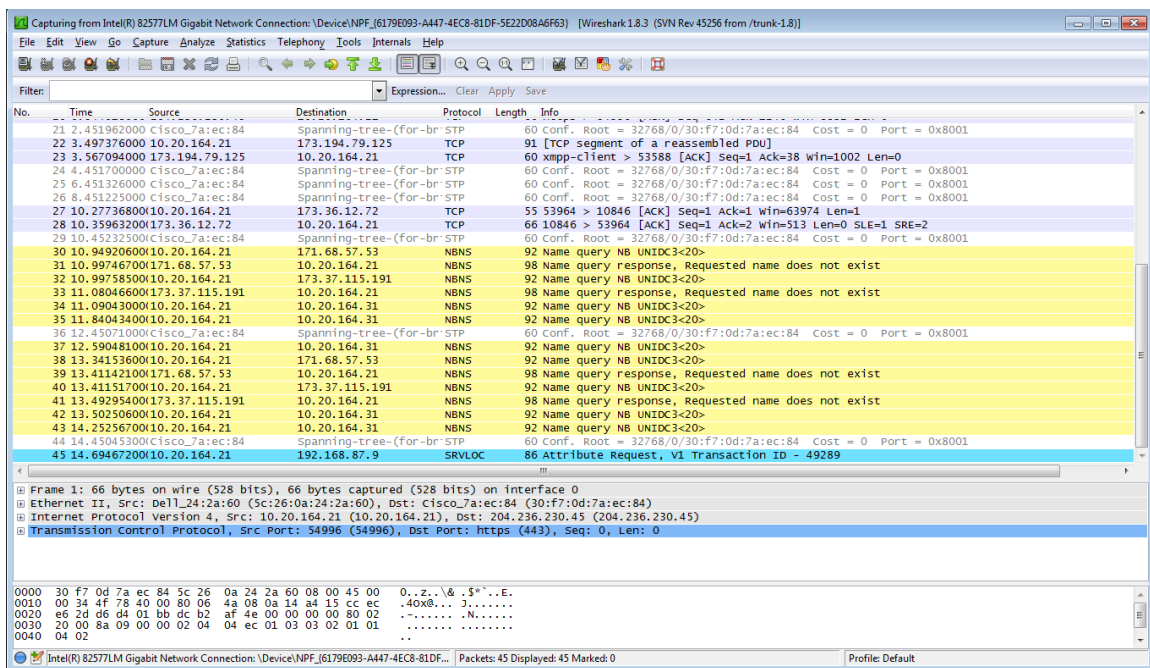 Capturing from Intel(R) 82577LM Gigabit Network Connection: \Device\NPF_{6179E093-A447-4EC8-81DF-5E22D08A6F63} [Wireshark 1.8.3 (SVN Rev 45256 from /trunk-1.8)]
File Edit View Go Capture Analyze Statistics Telephony Tools Internals Help
Filter: Expression... Clear Apply Save
No. Time Source Destination Protocol Length Info
21 2.451962000 Cisco_7a:ec:84 Spanning-tree-(for-br STP 60 Conf. Root = 32768/0/30:f7:0d:7a:ec:84 Cost = 0 Port = 0x8001
22 3.497376000 10.20.164.21 173.194.79.125 TCP 91 [TCP segment of a reassembled PDU]
23 3.567094000 173.194.79.125 10.20.164.21 TCP 60 xmpp-client > 53588 [ACK] Seq=1 Ack=38 Win=1002 Len=0
24 4.451700000 Cisco_7a:ec:84 Spanning-tree-(for-br STP 60 Conf. Root = 32768/0/30:f7:0d:7a:ec:84 Cost = 0 Port = 0x8001
25 6.451326000 Cisco_7a:ec:84 Spanning-tree-(for-br STP 60 Conf. Root = 32768/0/30:f7:0d:7a:ec:84 Cost = 0 Port = 0x8001
26 8.451225000 Cisco_7a:ec:84 Spanning-tree-(for-br STP 60 Conf. Root = 32768/0/30:f7:0d:7a:ec:84 Cost = 0 Port = 0x8001
27 10.27736800(10.20.164.21 173.36.12.72 TCP 55 53964 > 10846 [ACK] Seq=1 Ack=1 Win=63974 Len=1
28 10.35963200(173.36.12.72 10.20.164.21 TCP 66 10846 > 53964 [ACK] Seq=1 Ack=2 Win=513 Len=0 SLE=1 SRE=2
29 10.45232500(Cisco_7a:ec:84 Spanning-tree-(for-br STP 60 Conf. Root = 32768/0/30:f7:0d:7a:ec:84 Cost = 0 Port = 0x8001
30 10.94920600(10.20.164.21 171.68.57.53 NBNS 92 Name query NB UNIDC3<20>
31 10.99746700(171.68.57.53 10.20.164.21 NBNS 98 Name query response, Requested name does not exist
32 10.99758500(10.20.164.21 173.37.115.191 NBNS 92 Name query NB UNIDC3<20>
33 11.08046600(173.37.115.191 10.20.164.21 NBNS 98 Name query response, Requested name does not exist
34 11.09043000(10.20.164.21 10.20.164.31 NBNS 92 Name query NB UNIDC3<20>
35 11.84043400(10.20.164.21 10.20.164.31 NBNS 92 Name query NB UNIDC3<20>
36 12.45071000(Cisco_7a:ec:84 Spanning-tree-(for-br STP 60 Conf. Root = 32768/0/30:f7:0d:7a:ec:84 Cost = 0 Port = 0x8001
37 12.59048100(10.20.164.21 10.20.164.31 NBNS 92 Name query NB UNIDC3<20>
38 13.34153600(10.20.164.21 171.68.57.53 NBNS 92 Name query NB UNIDC3<20>
39 13.41142100(171.68.57.53 10.20.164.21 NBNS 98 Name query response, Requested name does not exist
40 13.41151700(10.20.164.21 173.37.115.191 NBNS 92 Name query NB UNIDC3<20>
41 13.49295400(173.37.115.191 10.20.164.21 NBNS 98 Name query response, Requested name does not exist
42 13.50250600(10.20.164.21 10.20.164.31 NBNS 92 Name query NB UNIDC3<20>
43 14.25256700(10.20.164.21 10.20.164.31 NBNS 92 Name query NB UNIDC3<20>
44 14.45045300(Cisco_7a:ec:84 Spanning-tree-(for-br STP 60 Conf. Root = 32768/0/30:f7:0d:7a:ec:84 Cost = 0 Port = 0x8001
45 14.69467200(10.20.164.21 192.168.87.9 SRVLOC 86 Attribute Request, V1 Transaction ID - 49289
Frame 1: 66 bytes on wire (528 bits), 66 bytes captured (528 bits) on interface 0
Ethernet II, Src: Dell_24:2a:60 (5c:26:0a:24:2a:60), Dst: Cisco_7a:ec:84 (30:f7:0d:7a:ec:84)
Internet Protocol Version 4, Src: 10.20.164.21 (10.20.164.21), Dst: 204.236.230.45 (204.236.230.45)
Transmission Control Protocol, Src Port: 54996 (54996), Dst Port: https (443), Seq: 0, Len: 0
0000 30 f7 0d 7a ec 84 5c 26 0a 24 2a 60 08 00 45 00 0..z..\& .$*`..E.
0010 00 34 4f 78 40 00 80 06 4a 08 0a 14 a4 15 cc ec .4Ox@... J.......
0020 e6 2d d6 d4 01 bb dc b2 af 4e 00 00 00 00 80 02 .-...... .N......
0030 20 00 8a 09 00 00 02 04 04 ec 01 03 03 02 01 01 ....... ........
0040 04 02 ..
Intel(R) 82577LM Gigabit Network Connection: \Device\NPF_{6179E093-A447-4EC8-81DF... Packets: 45 Displayed: 45 Marked: 0 Profile: Default